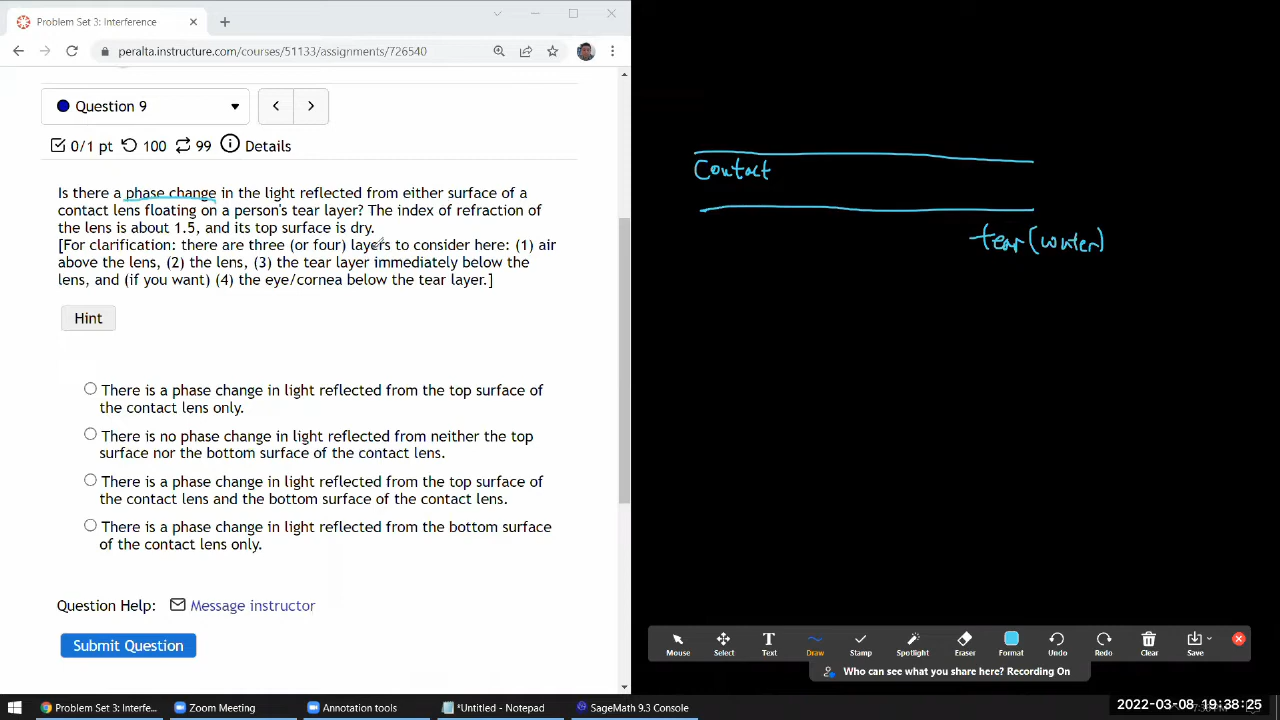 Problem Set 3: Interference
peralta.instructure.com/courses/51133/assignments/726540
Question 9
0/1 pt 100 99 Details
Is there a phase change in the light reflected from either surface of a
contact lens floating on a person's tear layer? The index of refraction of
the lens is about 1.5, and its top surface is dry.
[For clarification: there are three (or four) layers to consider here: (1) air
above the lens, (2) the lens, (3) the tear layer immediately below the
lens, and (if you want) (4) the eye/cornea below the tear layer.]
Hint
There is a phase change in light reflected from the top surface of
the contact lens only.
There is no phase change in light reflected from neither the top
surface nor the bottom surface of the contact lens.
There is a phase change in light reflected from the top surface of
the contact lens and the bottom surface of the contact lens.
There is a phase change in light reflected from the bottom surface
of the contact lens only.
Question Help: Message instructor
Submit Question
Contact
tear (water)
Mouse Select Text Draw Stamp Spotlight Eraser Format Undo Redo Clear Save
Who can see what you share here? Recording On
Problem Set 3: Interfe... Zoom Meeting Annotation tools *Untitled - Notepad SageMath 9.3 Console
2022-03-08 19:38:25